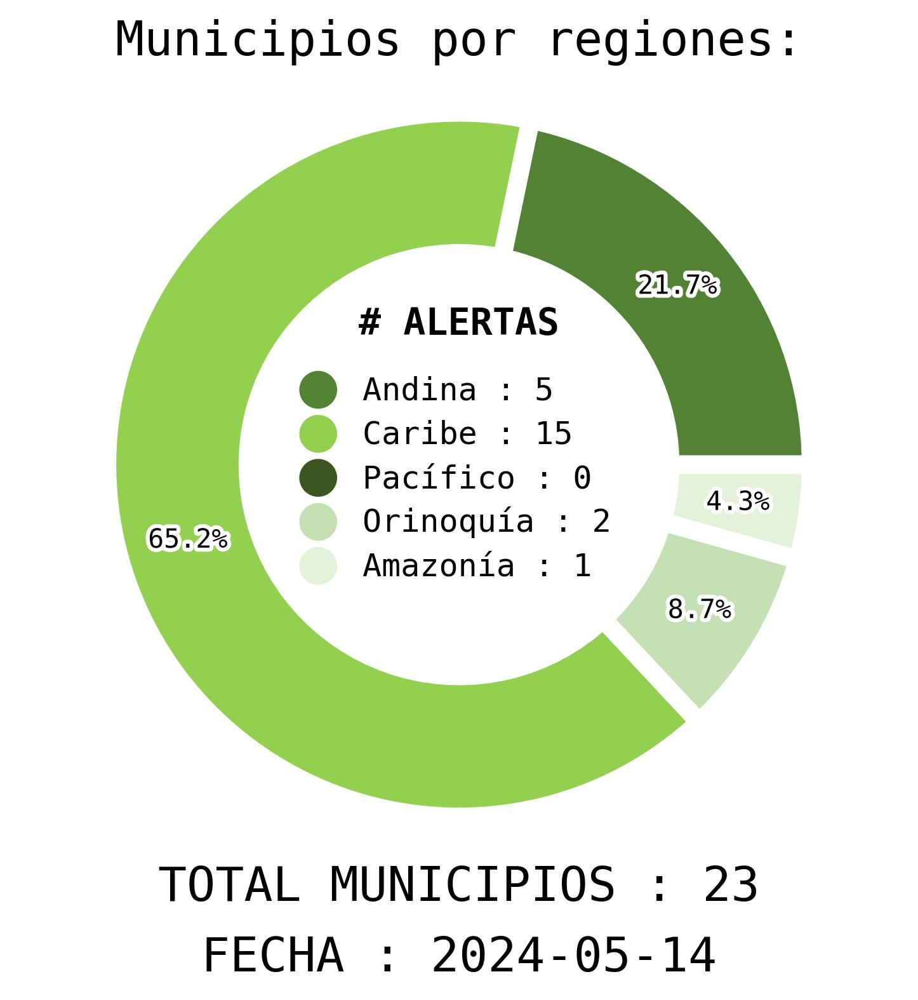 Municipios por regiones:
21.7%
# ALERTAS
Andina : 5
Caribe : 15
Pacífico : 0
Orinoquía : 2
Amazonía : 1
4.3%
65.2%
8.7%
TOTAL MUNICIPIOS : 23
FECHA : 2024-05-14